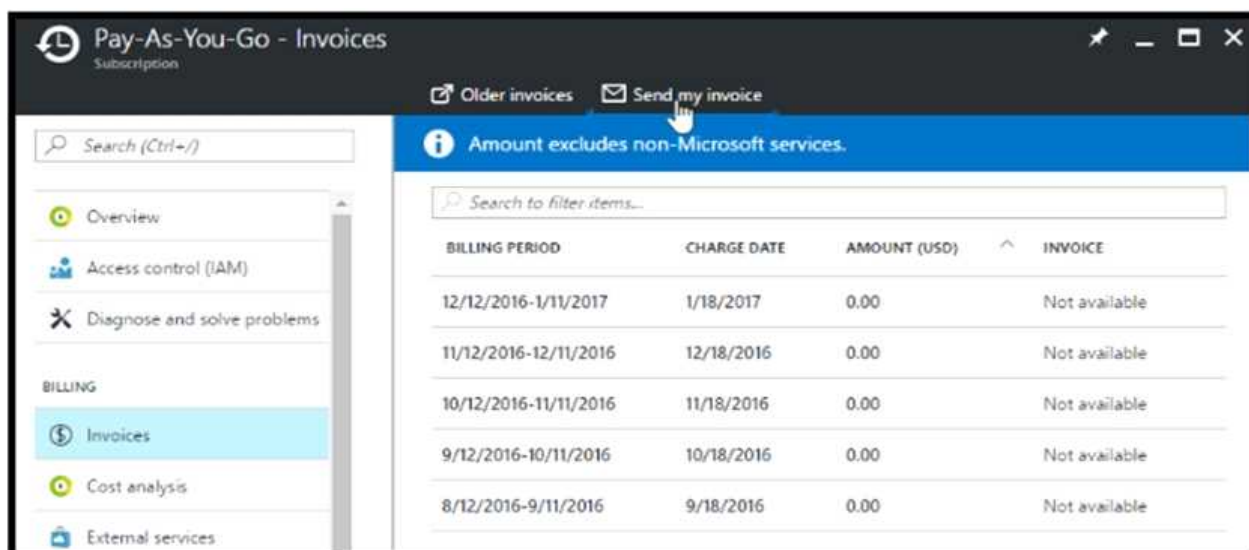 Pay-As-You-Go - Invoices
Subscription
Older invoices Send my invoice
Search (Ctrl+/)
Amount excludes non-Microsoft services.
Search to filter items...
Overview
Access control (IAM)
Diagnose and solve problems
BILLING
Invoices
Cost analysis
External services
BILLING PERIOD CHARGE DATE AMOUNT (USD) INVOICE
12/12/2016-1/11/2017 1/18/2017 0.00 Not available
11/12/2016-12/11/2016 12/18/2016 0.00 Not available
10/12/2016-11/11/2016 11/18/2016 0.00 Not available
9/12/2016-10/11/2016 10/18/2016 0.00 Not available
8/12/2016-9/11/2016 9/18/2016 0.00 Not available